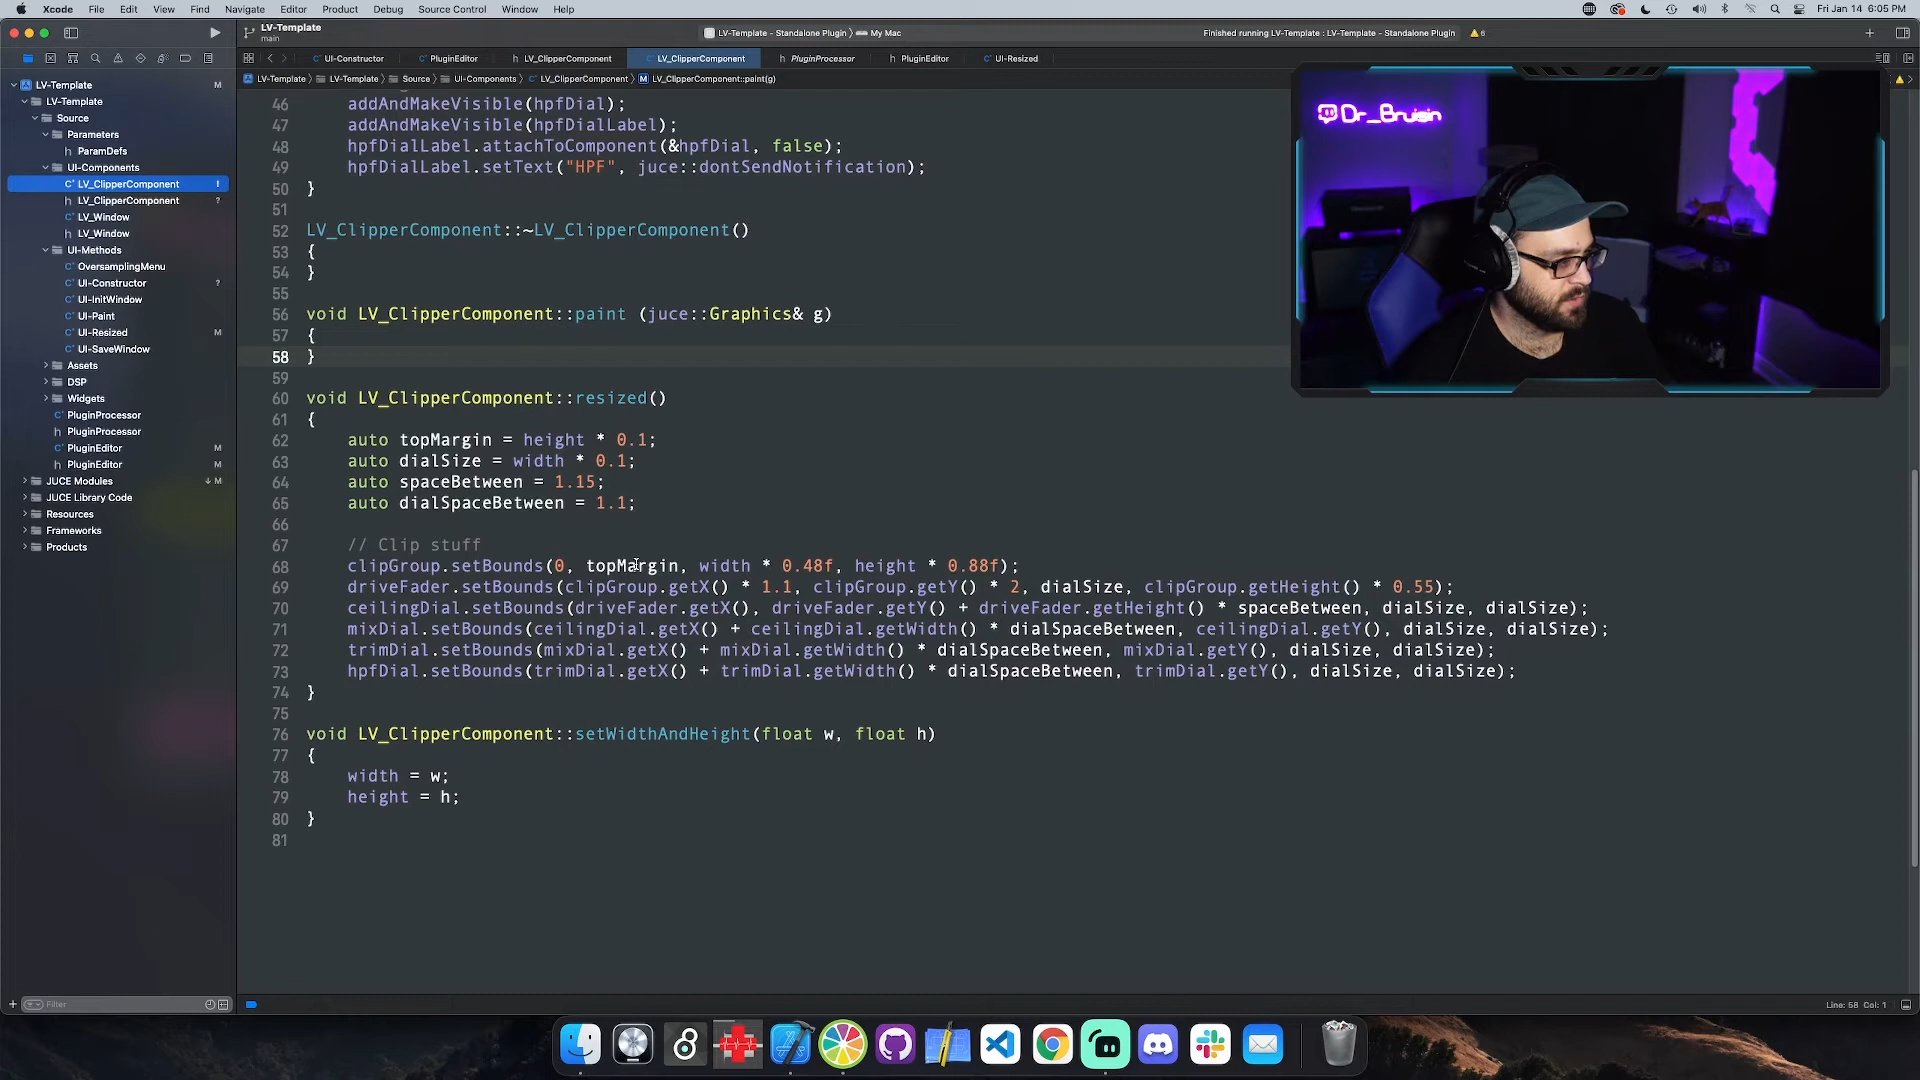 Xcode File Edit View Find Navigate Editor Product Debug Source Control Window Help
Fri Jan 14 6:05 PM
LV-Template
main
LV-Template - Standalone Plugin 〉 My Mac
Finished running LV-Template : LV-Template - Standalone Plugin
6
UI-Constructor PluginEditor LV_ClipperComponent LV_ClipperComponent PluginProcessor PluginEditor UI-Resized
LV-Template 〉 LV-Template 〉 Source 〉 UI-Components 〉 LV_ClipperComponent 〉 M LV_ClipperComponent::paint(g)
LV-Template M
LV-Template
Source
Parameters
h ParamDefs
UI-Components
C LV_ClipperComponent !
h LV_ClipperComponent ?
C LV_Window
h LV_Window
UI-Methods
C OversamplingMenu
C UI-Constructor ?
C UI-InitWindow
C UI-Paint
C UI-Resized M
C UI-SaveWindow
Assets
DSP
Widgets
C PluginProcessor
h PluginProcessor
C PluginEditor M
h PluginEditor M
JUCE Modules M
JUCE Library Code
Resources
Frameworks
Products
Filter
46 addAndMakeVisible(hpfDial);
47 addAndMakeVisible(hpfDialLabel);
48 hpfDialLabel.attachToComponent(&hpfDial, false);
49 hpfDialLabel.setText("HPF", juce::dontSendNotification);
50 }
51
52 LV_ClipperComponent::~LV_ClipperComponent()
53 {
54 }
55
56 void LV_ClipperComponent::paint (juce::Graphics& g)
57 {
58 }
59
60 void LV_ClipperComponent::resized()
61 {
62 auto topMargin = height * 0.1;
63 auto dialSize = width * 0.1;
64 auto spaceBetween = 1.15;
65 auto dialSpaceBetween = 1.1;
66
67 // Clip stuff
68 clipGroup.setBounds(0, topMargin, width * 0.48f, height * 0.88f);
69 driveFader.setBounds(clipGroup.getX() * 1.1, clipGroup.getY() * 2, dialSize, clipGroup.getHeight() * 0.55);
70 ceilingDial.setBounds(driveFader.getX(), driveFader.getY() + driveFader.getHeight() * spaceBetween, dialSize, dialSize);
71 mixDial.setBounds(ceilingDial.getX() + ceilingDial.getWidth() * dialSpaceBetween, ceilingDial.getY(), dialSize, dialSize);
72 trimDial.setBounds(mixDial.getX() + mixDial.getWidth() * dialSpaceBetween, mixDial.getY(), dialSize, dialSize);
73 hpfDial.setBounds(trimDial.getX() + trimDial.getWidth() * dialSpaceBetween, trimDial.getY(), dialSize, dialSize);
74 }
75
76 void LV_ClipperComponent::setWidthAndHeight(float w, float h)
77 {
78 width = w;
79 height = h;
80 }
81
Dr_Bruisin
Line: 58 Col: 1